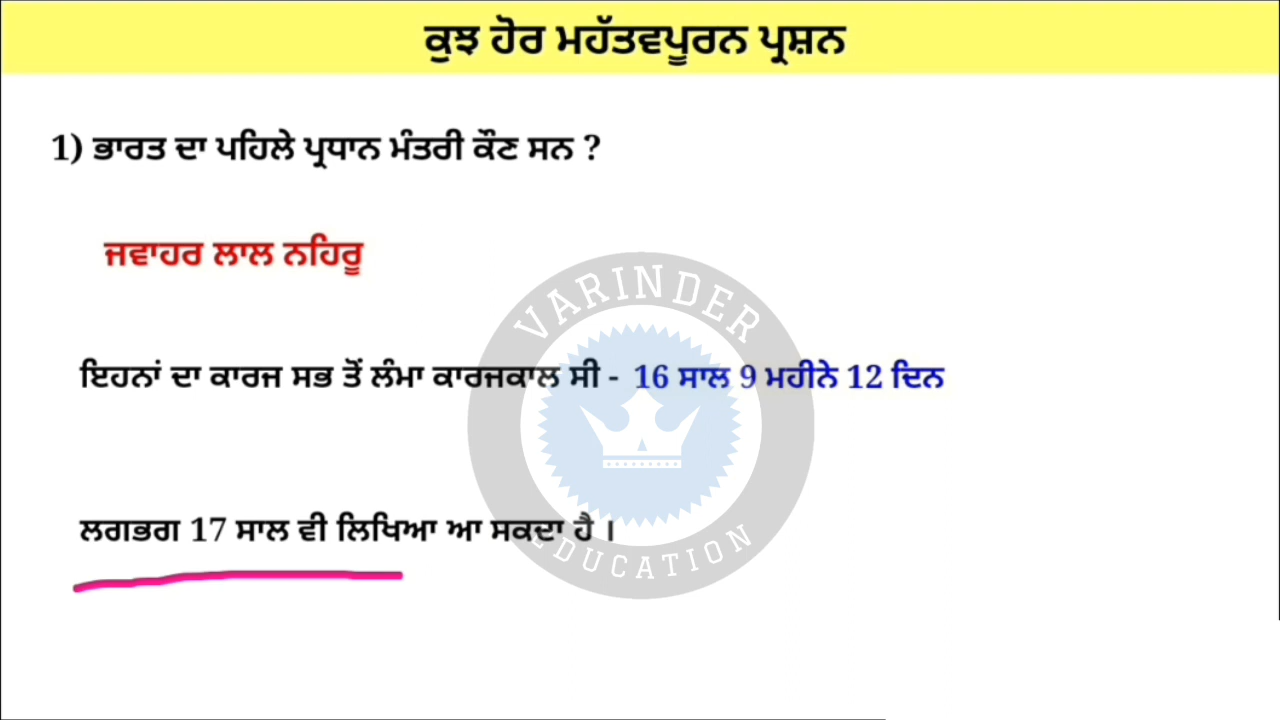 ਕੁਝ ਹੋਰ ਮਹੱਤਵਪੂਰਨ ਪ੍ਰਸ਼ਨ
1) ਭਾਰਤ ਦਾ ਪਹਿਲੇ ਪ੍ਰਧਾਨ ਮੰਤਰੀ ਕੌਣ ਸਨ ?
ਜਵਾਹਰ ਲਾਲ ਨਹਿਰੂ
VARINDER
ਇਹਨਾਂ ਦਾ ਕਾਰਜ ਸਭ ਤੋਂ ਲੰਮਾ ਕਾਰਜਕਾਲ ਸੀ - 16 ਸਾਲ 9 ਮਹੀਨੇ 12 ਦਿਨ
ਲਗਭਗ 17 ਸਾਲ ਵੀ ਲਿਖਿਆ ਆ ਸਕਦਾ ਹੈ ।
EDUCATION